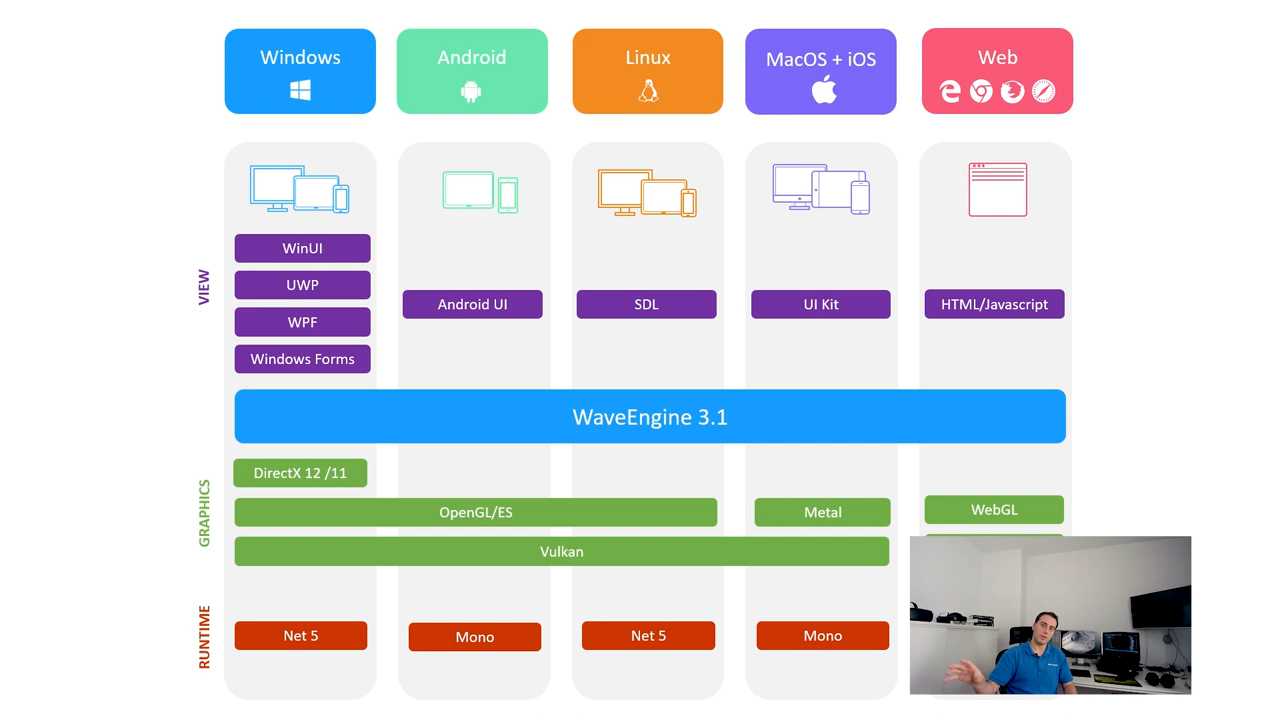 Windows
Android
Linux
MacOS + iOS
Web
VIEW
WinUI
UWP
WPF
Windows Forms
Android UI
SDL
UI Kit
HTML/Javascript
WaveEngine 3.1
GRAPHICS
DirectX 12 /11
OpenGL/ES
Metal
WebGL
Vulkan
RUNTIME
Net 5
Mono
Net 5
Mono